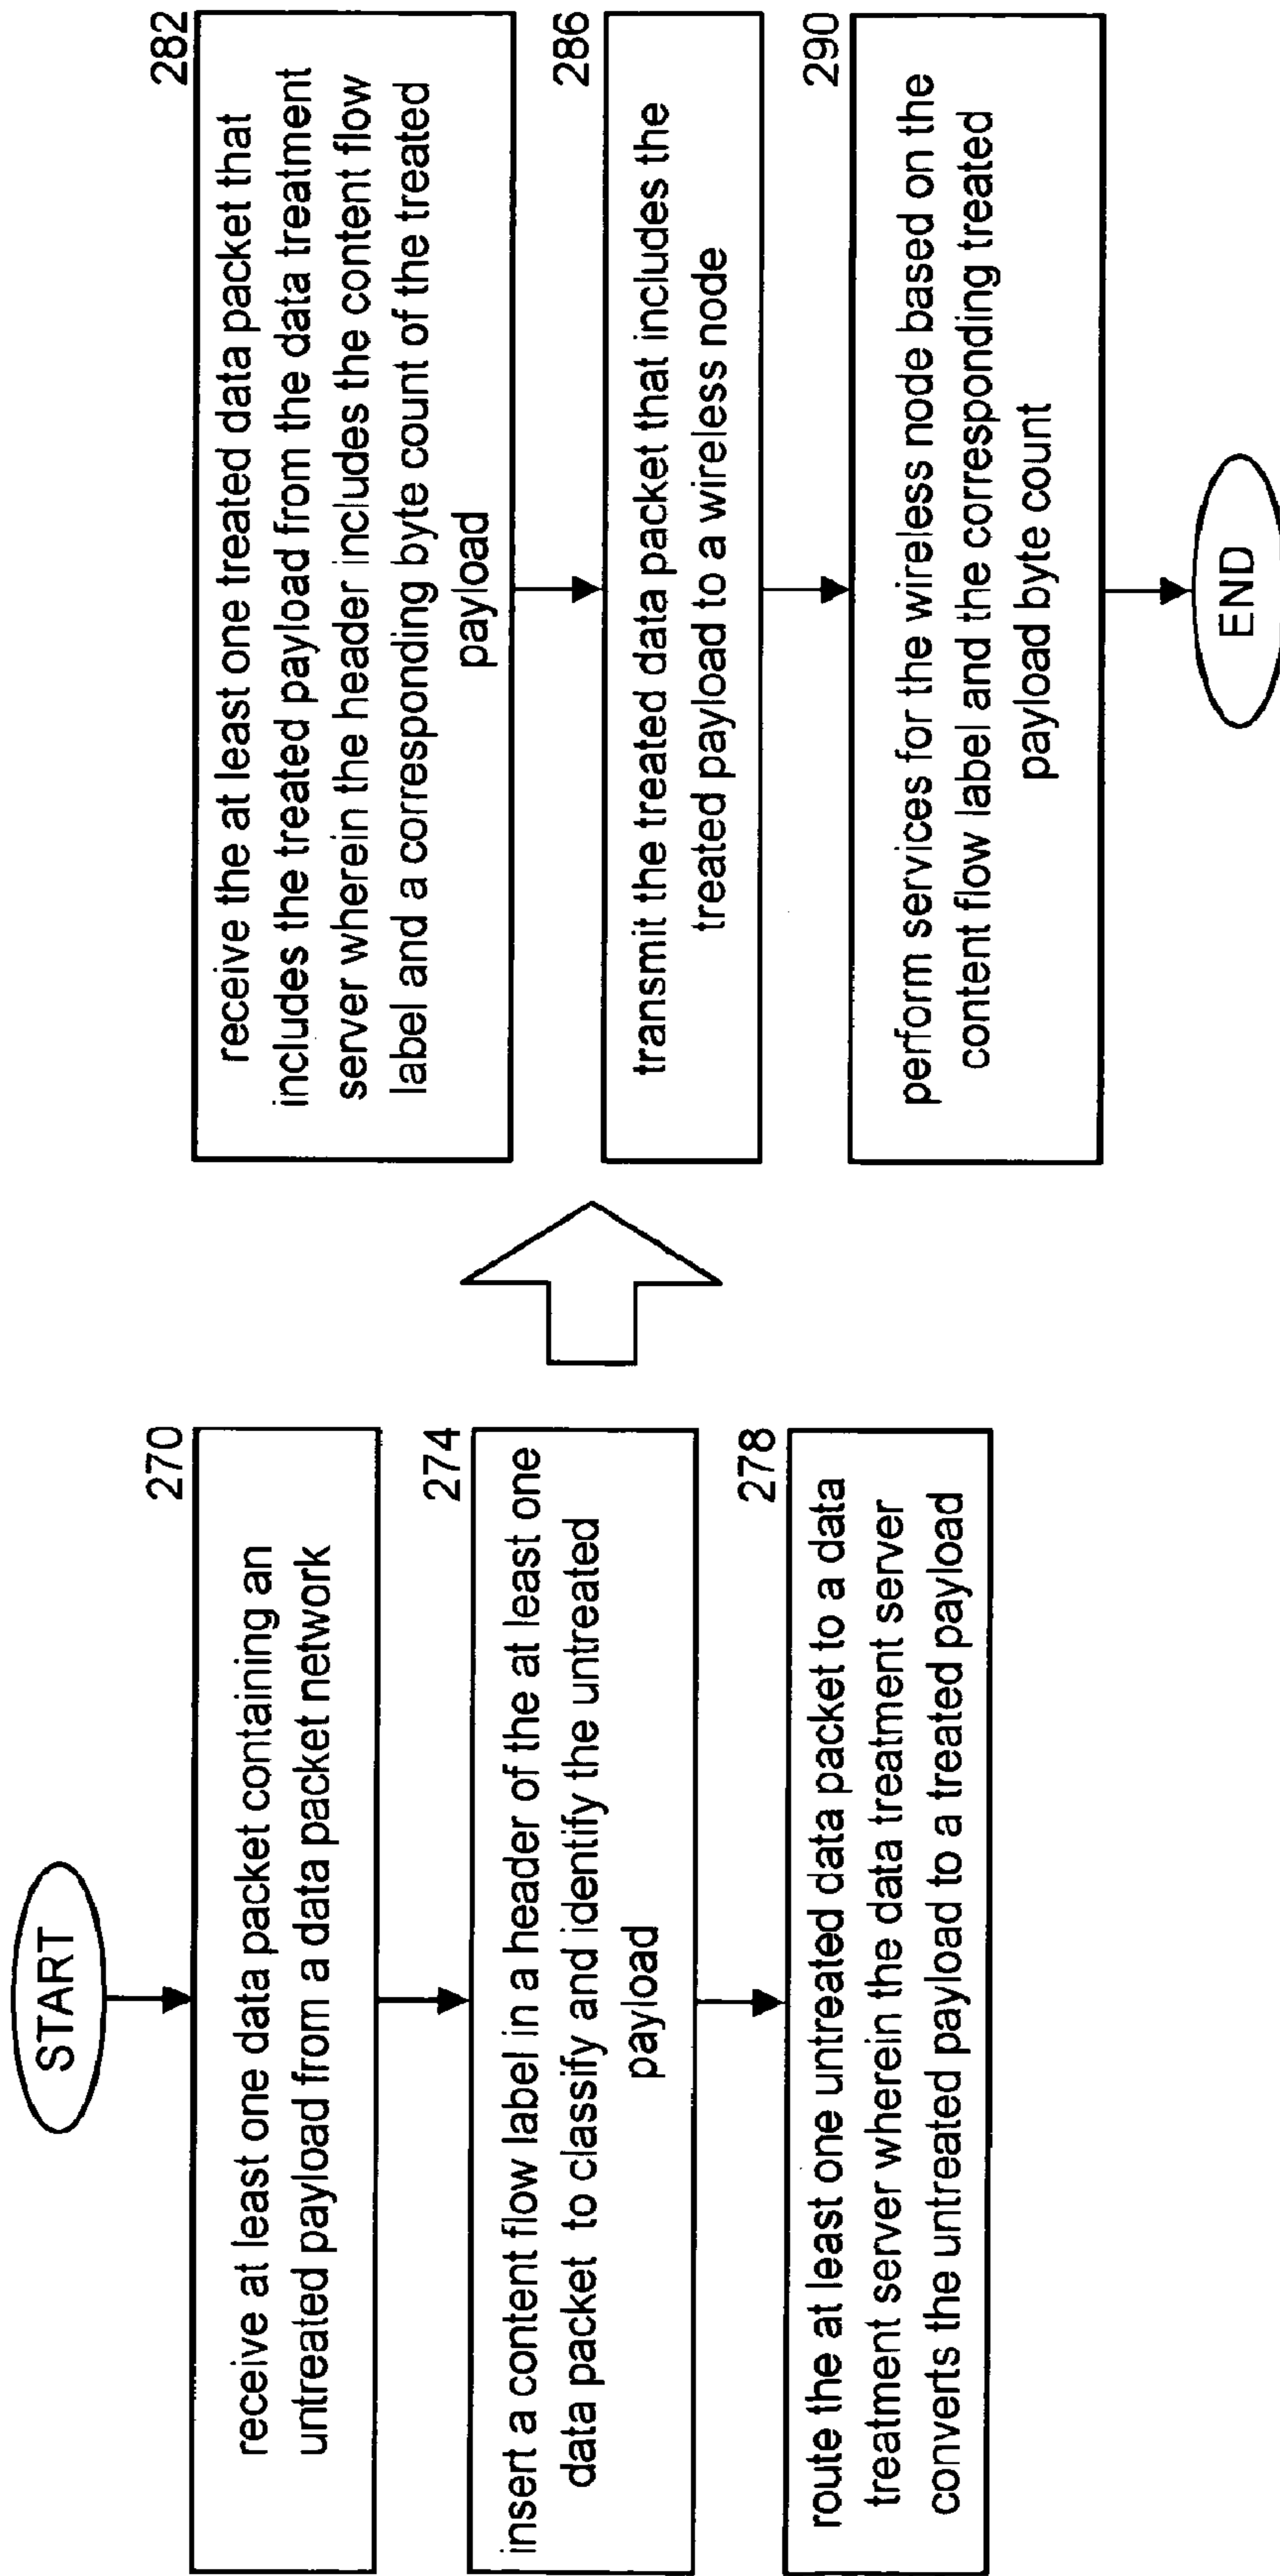 START
270
receive at least one data packet containing an
untreated payload from a data packet network
274
insert a content flow label in a header of the at least one
data packet to classify and identify the untreated
payload
278
route the at least one untreated data packet to a data
treatment server wherein the data treatment server
converts the untreated payload to a treated payload
282
receive the at least one treated data packet that
includes the treated payload from the data treatment
server wherein the header includes the content flow
label and a corresponding byte count of the treated
payload
286
transmit the treated data packet that includes the
treated payload to a wireless node
290
perform services for the wireless node based on the
content flow label and the corresponding treated
payload byte count
END